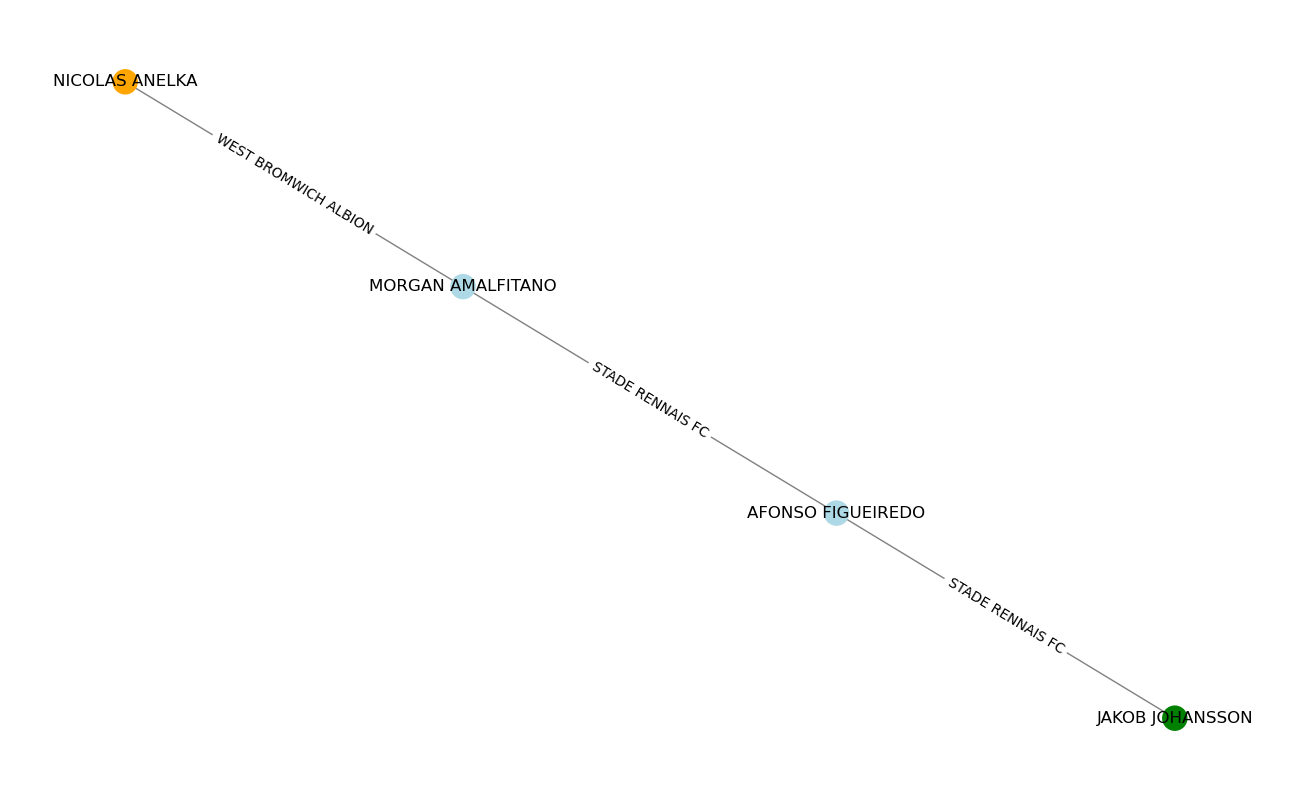 NICOLAS ANELKA
WEST BROMWICH ALBION
MORGAN AMALFITANO
STADE RENNAIS FC
AFONSO FIGUEIREDO
STADE RENNAIS FC
JAKOB JOHANSSON